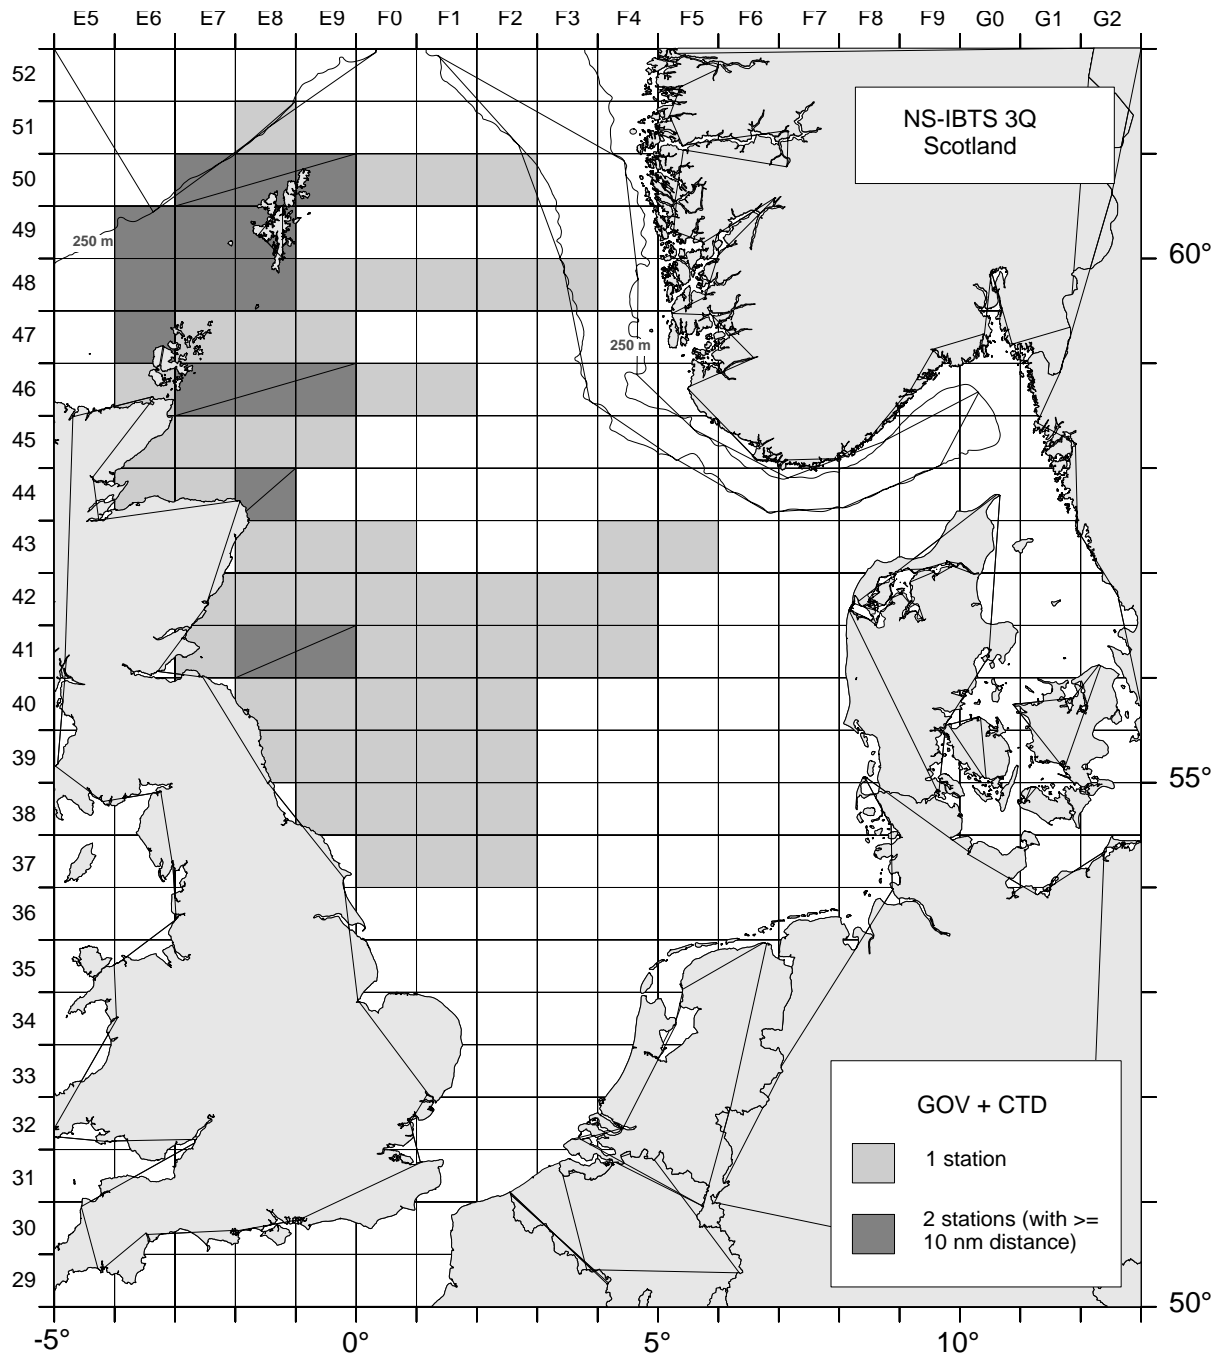 E5 E6 E7 E8 E9 F0 F1 F2 F3 F4 F5 F6 F7 F8 F9 G0 G1 G2
52
51
50
49
48
47
46
45
44
43
42
41
40
39
38
37
36
35
34
33
32
31
30
29
NS-IBTS 3Q
Scotland
250 m
250 m
60°
55°
50°
GOV + CTD
1 station
2 stations (with >=
10 nm distance)
-5° 0° 5° 10°